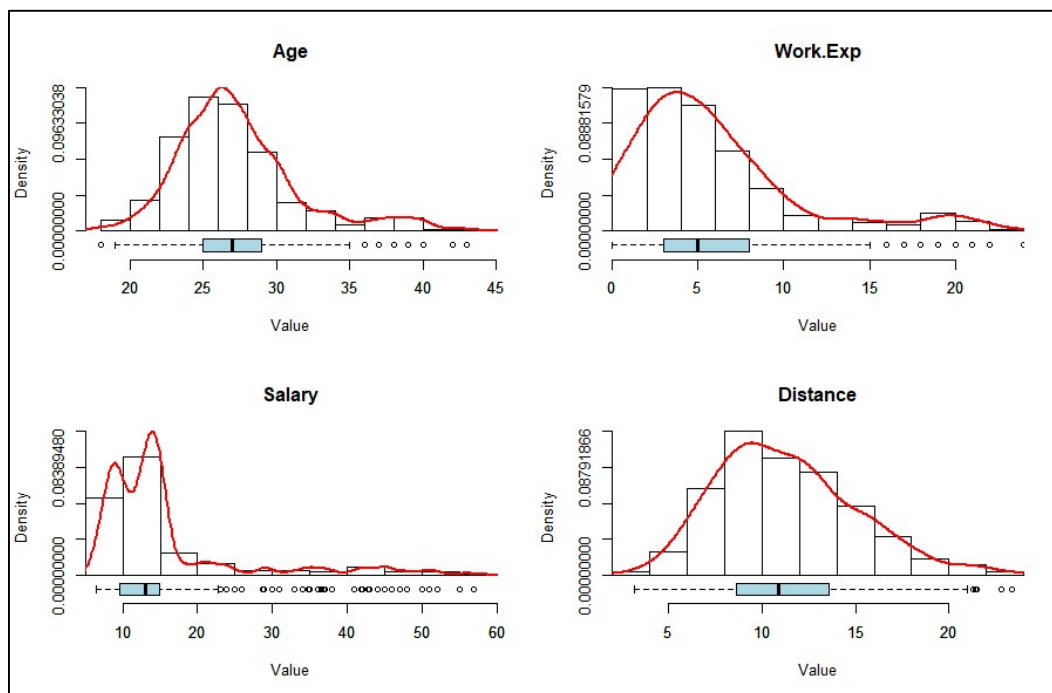 Age
Density
0.00000000 0.09633038
20 25 30 35 40 45
Value
Work.Exp
Density
0.00000000 0.08881579
0 5 10 15 20
Value
Salary
Density
0.00000000 0.08389480
10 20 30 40 50 60
Value
Distance
Density
0.00000000 0.08791866
5 10 15 20
Value